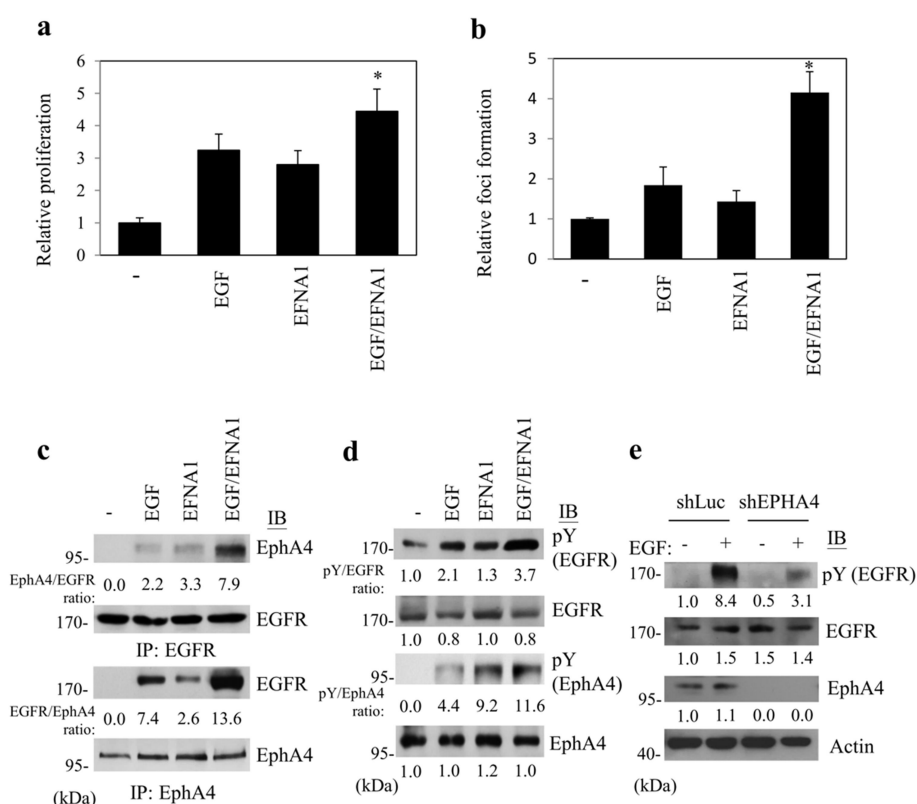 a
Relative proliferation
6
5
4
3
2
1
0
*
-
EGF
EFNA1
EGF/EFNA1
b
Relative foci formation
5
4
3
2
1
0
*
-
EGF
EFNA1
EGF/EFNA1
c
- EGF EFNA1 EGF/EFNA1 IB
95- EphA4
EphA4/EGFR ratio: 0.0 2.2 3.3 7.9
170- EGFR
IP: EGFR
170- EGFR
EGFR/EphA4 ratio: 0.0 7.4 2.6 13.6
95- EphA4
(kDa) IP: EphA4
d
- EGF EFNA1 EGF/EFNA1 IB
170- pY (EGFR)
pY/EGFR ratio: 1.0 2.1 1.3 3.7
170- EGFR
1.0 0.8 1.0 0.8
95- pY (EphA4)
pY/EphA4 ratio: 0.0 4.4 9.2 11.6
95- EphA4
1.0 1.0 1.2 1.0
(kDa)
e
shLuc shEPHA4
EGF: - + - + IB
170- pY (EGFR)
1.0 8.4 0.5 3.1
170- EGFR
1.0 1.5 1.5 1.4
95- EphA4
1.0 1.1 0.0 0.0
40- Actin
(kDa)